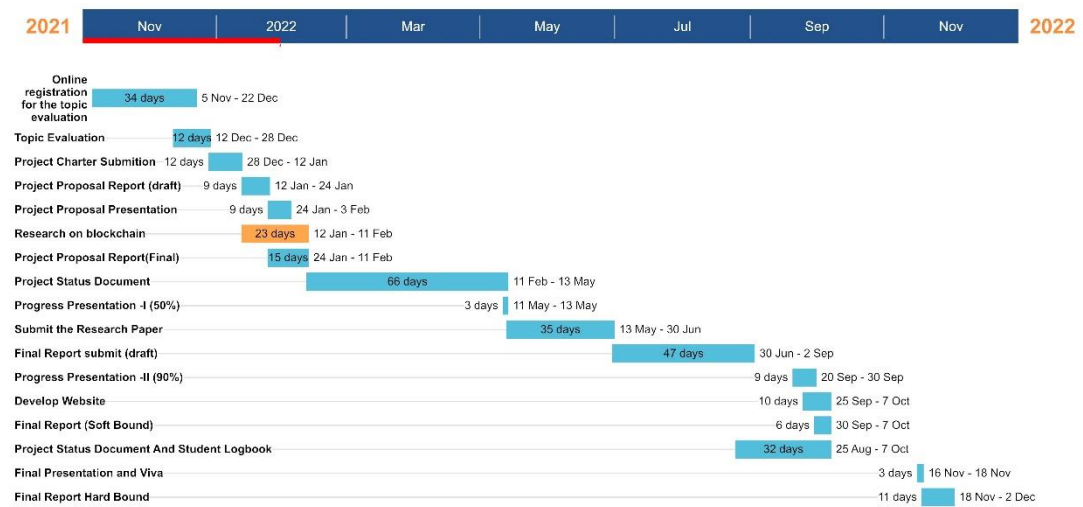 2021 Nov 2022 Mar May Jul Sep Nov 2022
Online
registration
for the topic
evaluation
34 days 5 Nov - 22 Dec
Topic Evaluation 12 days 12 Dec - 28 Dec
Project Charter Submition 12 days 28 Dec - 12 Jan
Project Proposal Report (draft) 9 days 12 Jan - 24 Jan
Project Proposal Presentation 9 days 24 Jan - 3 Feb
Research on blockchain 23 days 12 Jan - 11 Feb
Project Proposal Report(Final) 15 days 24 Jan - 11 Feb
Project Status Document 66 days 11 Feb - 13 May
Progress Presentation -I (50%) 3 days 11 May - 13 May
Submit the Research Paper 35 days 13 May - 30 Jun
Final Report submit (draft) 47 days 30 Jun - 2 Sep
Progress Presentation -II (90%) 9 days 20 Sep - 30 Sep
Develop Website 10 days 25 Sep - 7 Oct
Final Report (Soft Bound) 6 days 30 Sep - 7 Oct
Project Status Document And Student Logbook 32 days 25 Aug - 7 Oct
Final Presentation and Viva 3 days 16 Nov - 18 Nov
Final Report Hard Bound 11 days 18 Nov - 2 Dec